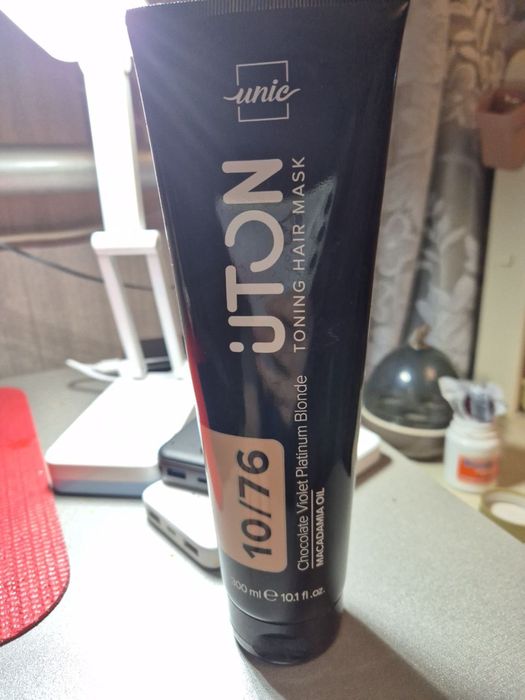 unic
UTON
TONING HAIR MASK
10/76
Chocolate Violet Platinum Blonde
MACADAMIA OIL
300 ml ℮ 10.1 fl .oz.